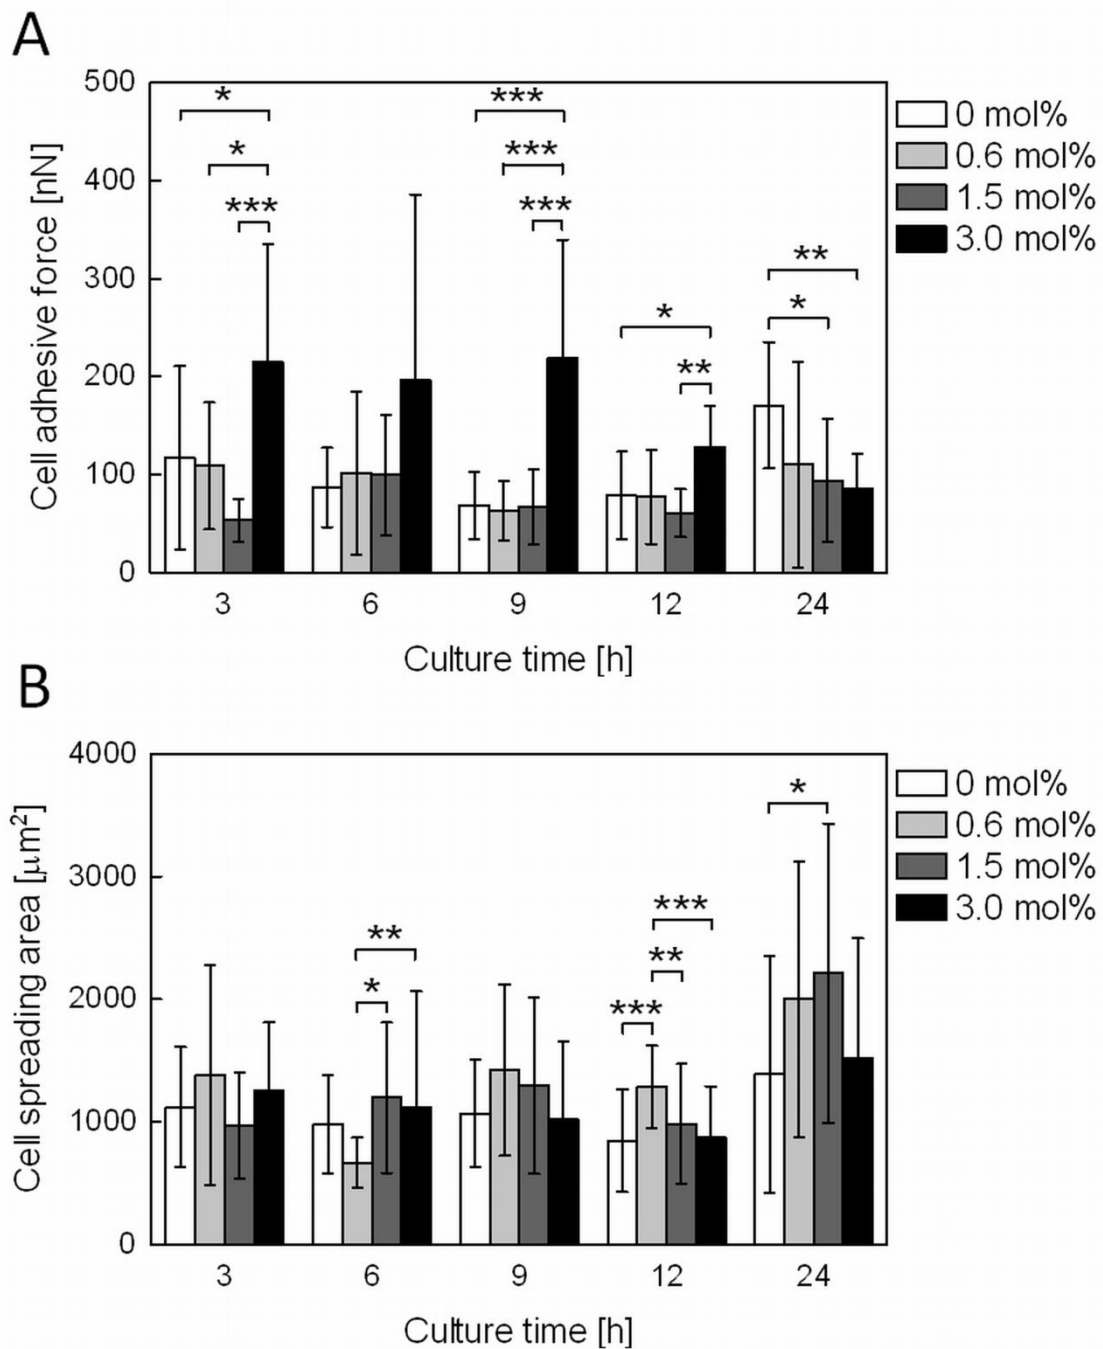 A
500
400
300
200
100
0
Cell adhesive force [nN]
* * ***
*** *** ***
* **
** *
3 6 9 12 24
Culture time [h]
0 mol%
0.6 mol%
1.5 mol%
3.0 mol%
B
4000
3000
2000
1000
0
Cell spreading area [μm²]
** *
*** ** ***
*
3 6 9 12 24
Culture time [h]
0 mol%
0.6 mol%
1.5 mol%
3.0 mol%